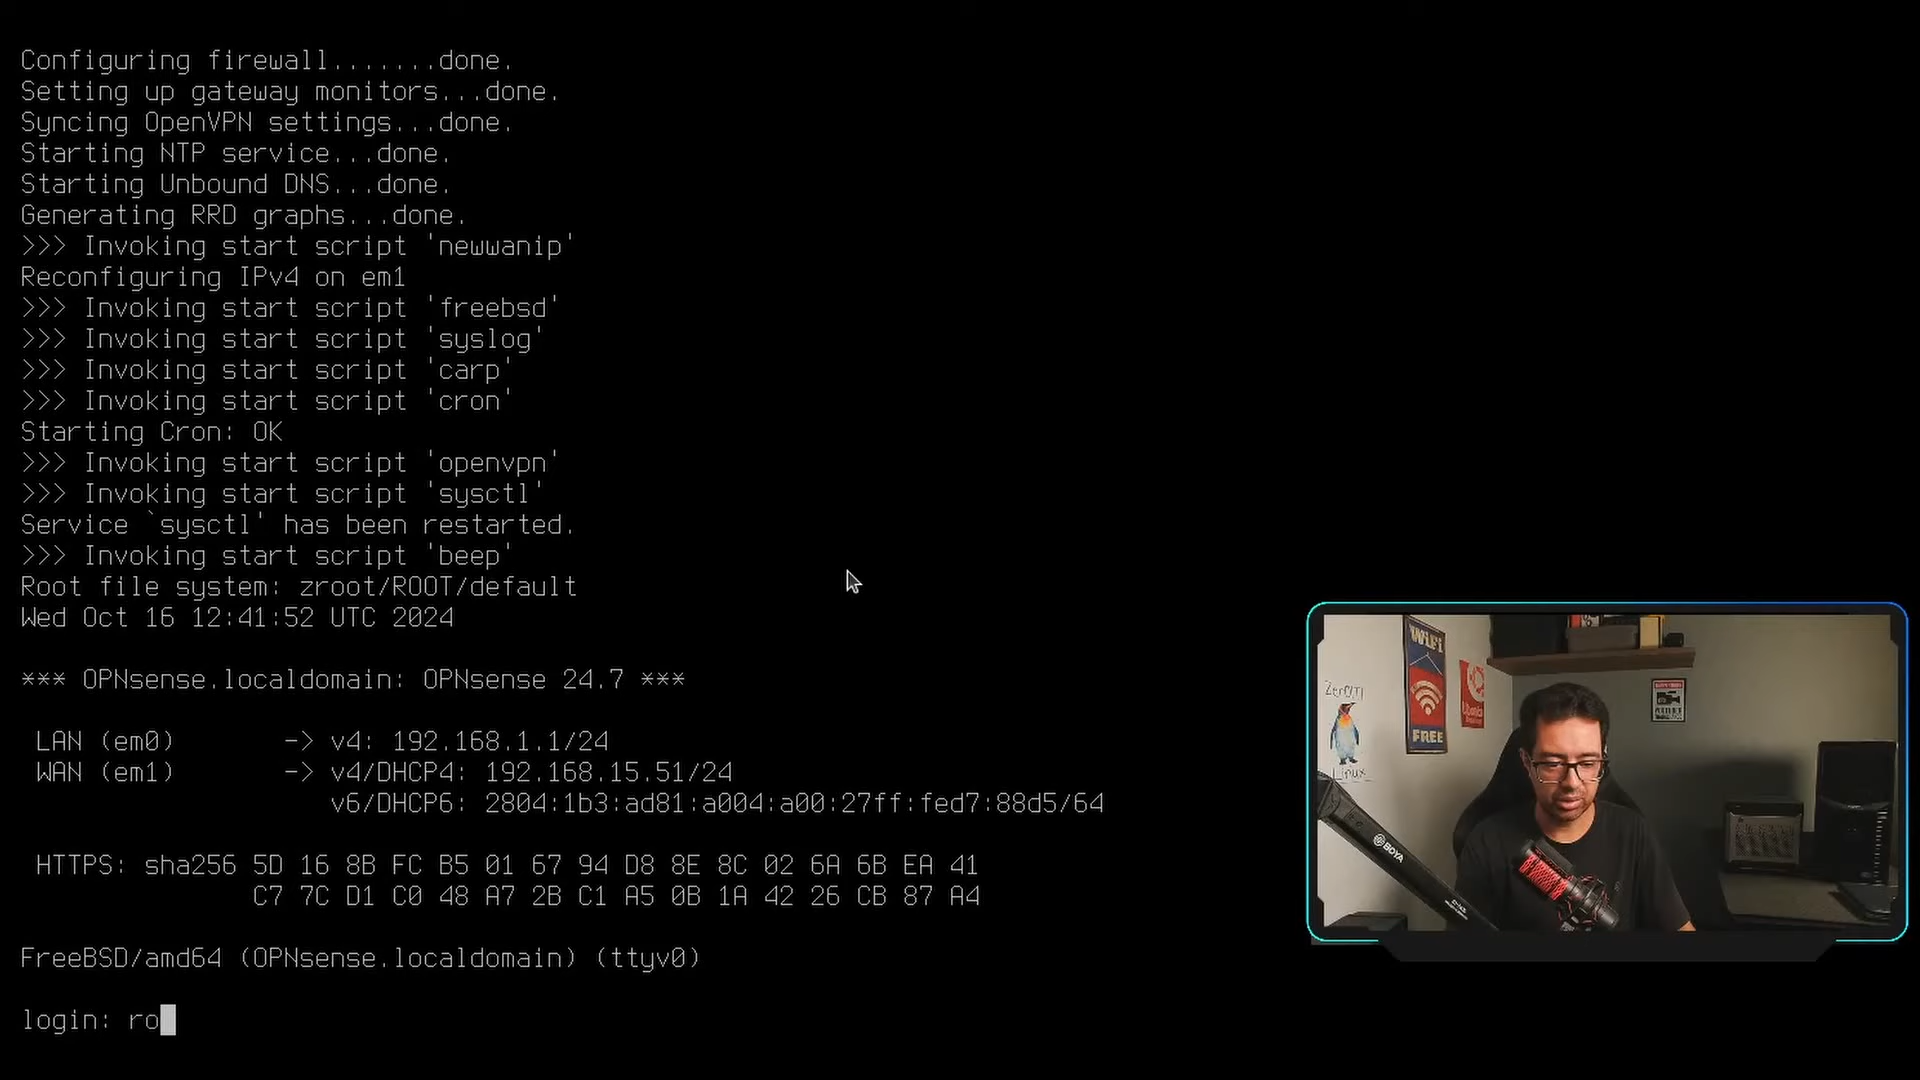 Configuring firewall.......done.
Setting up gateway monitors...done.
Syncing OpenVPN settings...done.
Starting NTP service...done.
Starting Unbound DNS...done.
Generating RRD graphs...done.
>>> Invoking start script 'newwanip'
Reconfiguring IPv4 on em1
>>> Invoking start script 'freebsd'
>>> Invoking start script 'syslog'
>>> Invoking start script 'carp'
>>> Invoking start script 'cron'
Starting Cron: OK
>>> Invoking start script 'openvpn'
>>> Invoking start script 'sysctl'
Service `sysctl' has been restarted.
>>> Invoking start script 'beep'
Root file system: zroot/ROOT/default
Wed Oct 16 12:41:52 UTC 2024
*** OPNsense.localdomain: OPNsense 24.7 ***
LAN (em0) -> v4: 192.168.1.1/24
WAN (em1) -> v4/DHCP4: 192.168.15.51/24
v6/DHCP6: 2804:1b3:ad81:a004:a00:27ff:fed7:88d5/64
HTTPS: sha256 5D 16 8B FC B5 01 67 94 D8 8E 8C 02 6A 6B EA 41
C7 7C D1 C0 48 A7 2B C1 A5 0B 1A 42 26 CB 87 A4
FreeBSD/amd64 (OPNsense.localdomain) (ttyv0)
login: ro
WiFi
FREE
Linux
BOYA